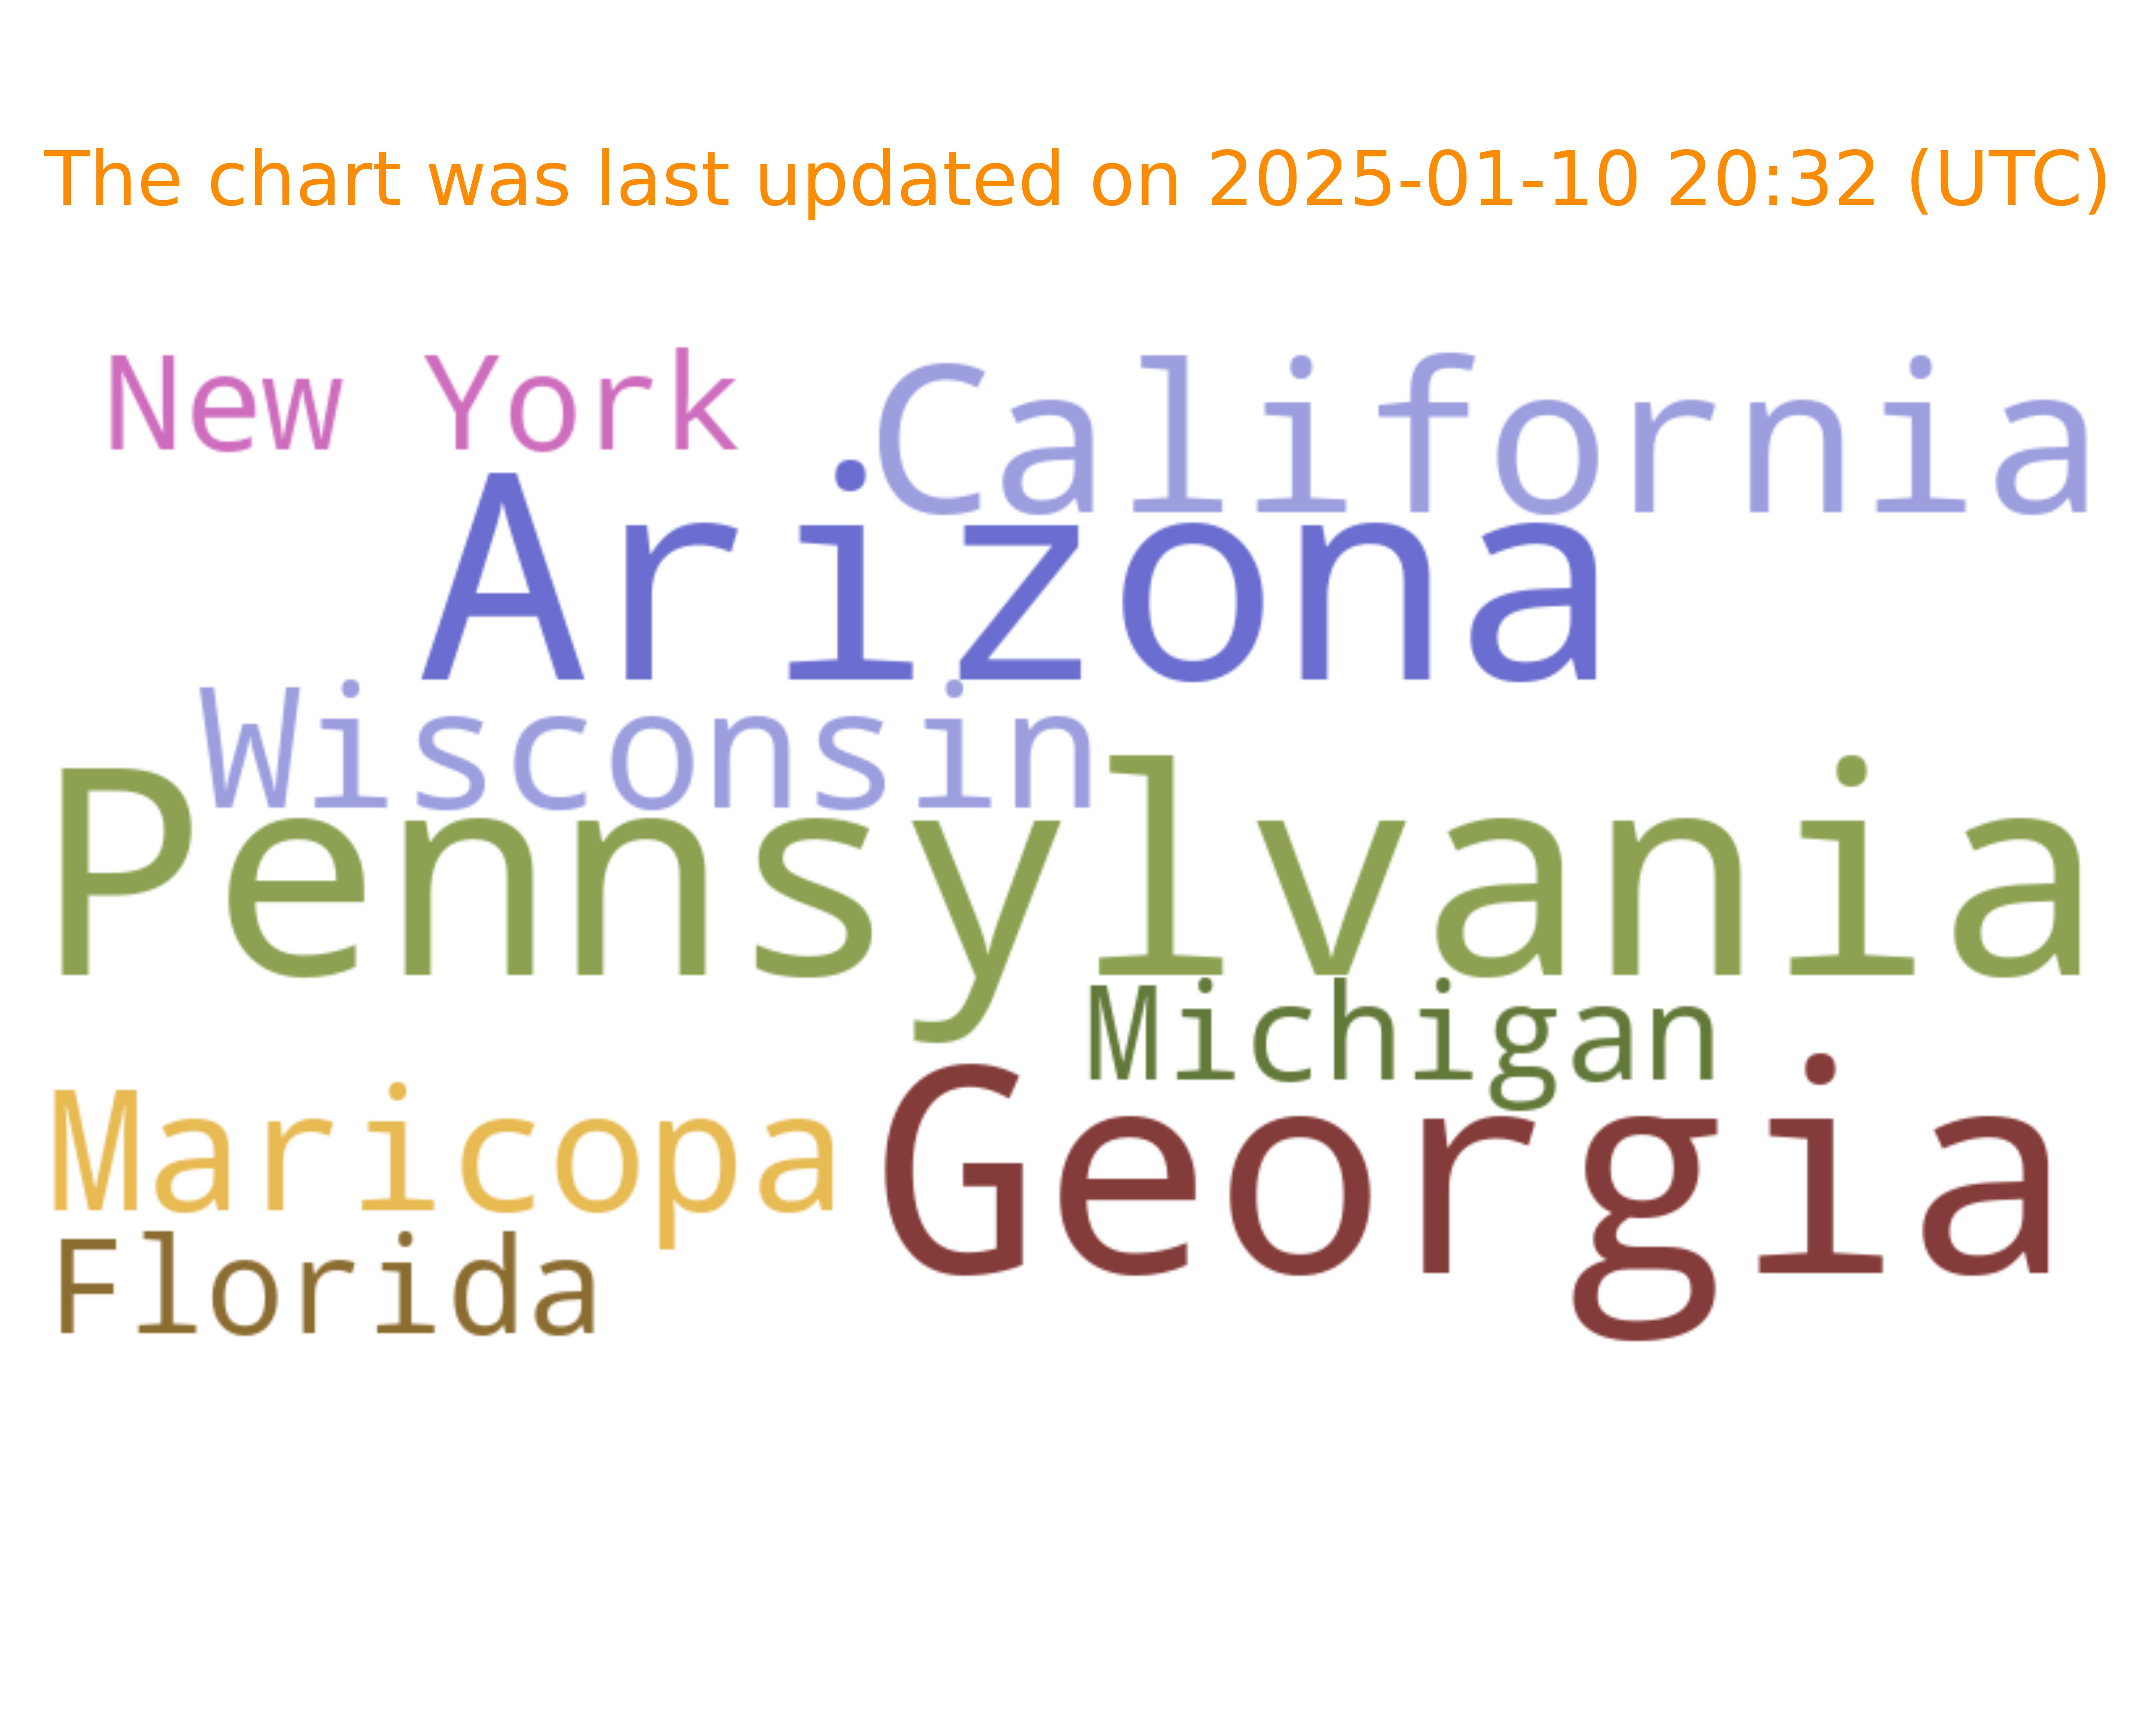 The chart was last updated on 2025-01-10 20:32 (UTC)
New York
California
Arizona
Wisconsin
Pennsylvania
Michigan
Maricopa
Georgia
Florida